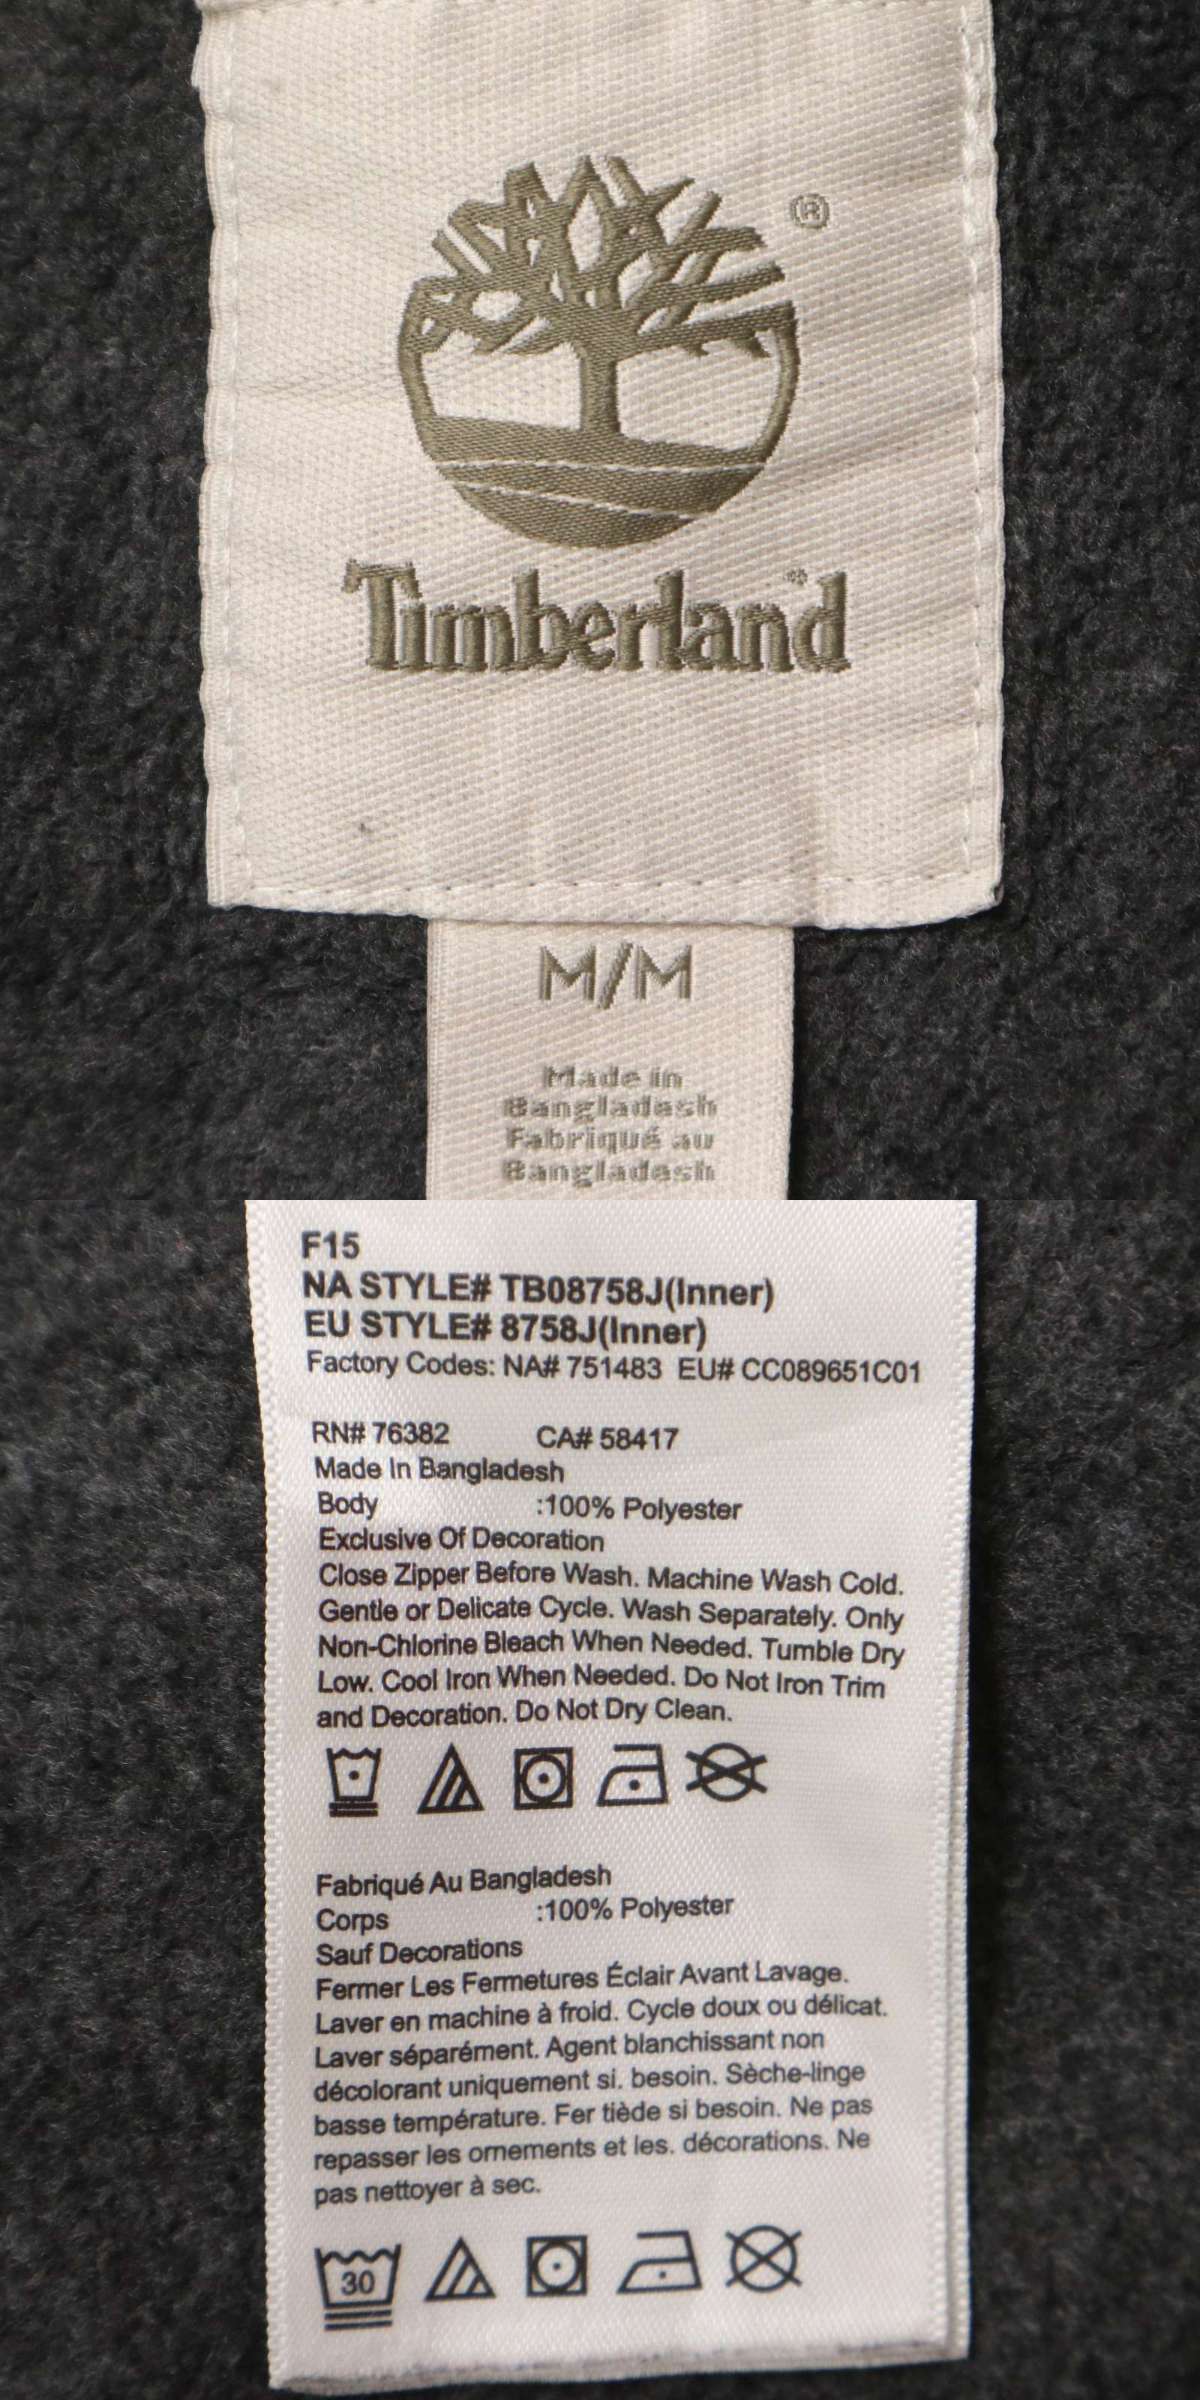 ®
Timberland®
M/M
Made in
Bangladesh
Fabriqué au
Bangladesh
F15
NA STYLE# TB08758J(Inner)
EU STYLE# 8758J(Inner)
Factory Codes: NA# 751483 EU# CC089651C01
RN# 76382 CA# 58417
Made In Bangladesh
Body :100% Polyester
Exclusive Of Decoration
Close Zipper Before Wash. Machine Wash Cold.
Gentle or Delicate Cycle. Wash Separately. Only
Non-Chlorine Bleach When Needed. Tumble Dry
Low. Cool Iron When Needed. Do Not Iron Trim
and Decoration. Do Not Dry Clean.
Fabriqué Au Bangladesh
Corps :100% Polyester
Sauf Decorations
Fermer Les Fermetures Éclair Avant Lavage.
Laver en machine à froid. Cycle doux ou délicat.
Laver séparément. Agent blanchissant non
décolorant uniquement si. besoin. Sèche-linge
basse température. Fer tiède si besoin. Ne pas
repasser les ornements et les. décorations. Ne
pas nettoyer à sec.
30